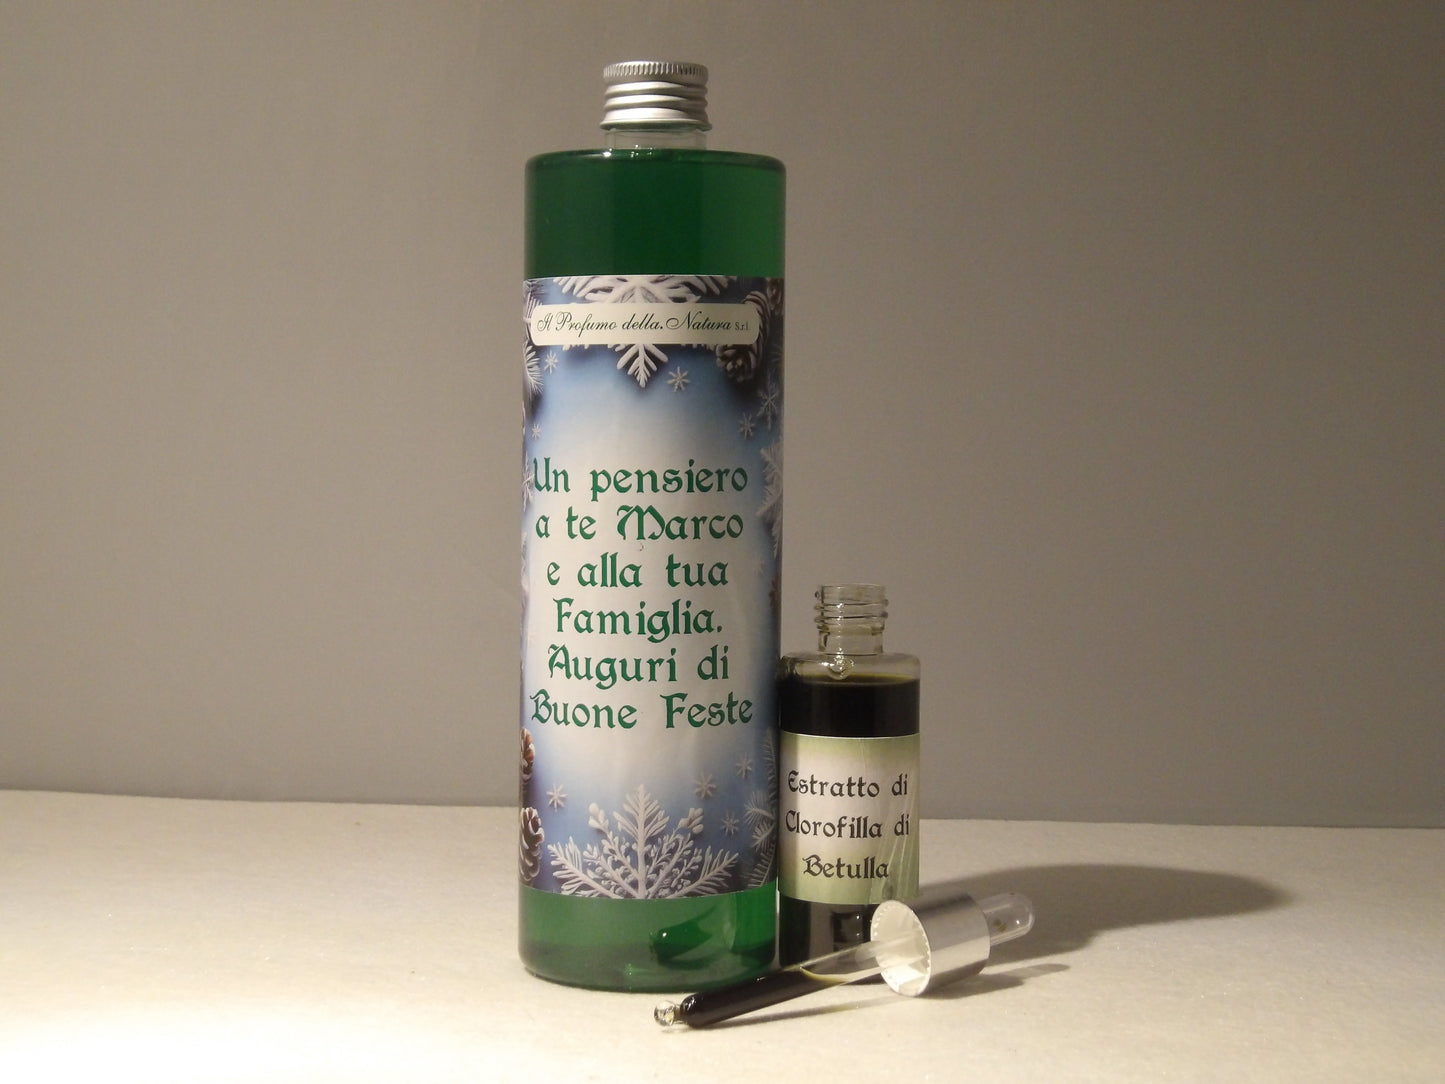 Il Profumo della Natura S.r.l.
Un pensiero
a te Marco
e alla tua
Famiglia.
Auguri di
Buone Feste
Estratto di
Clorofilla di
Betulla